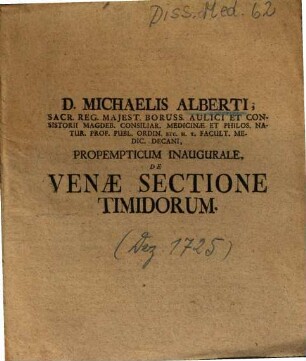 Diss. Med. 62
D. MICHAELIS ALBERTI;
SACR. REG. MAJEST. BORUSS. AULICI ET CON-
SISTORII MAGDEB. CONSILIAR. MEDICINÆ ET PHILOS. NA-
TUR. PROF. PUBL. ORDIN. ETC. H. T. FACULT. ME-
DIC. DECANI,
PROPEMPTICUM INAUGURALE,
DE
VENÆ SECTIONE
TIMIDORUM.
(Dez. 1725)